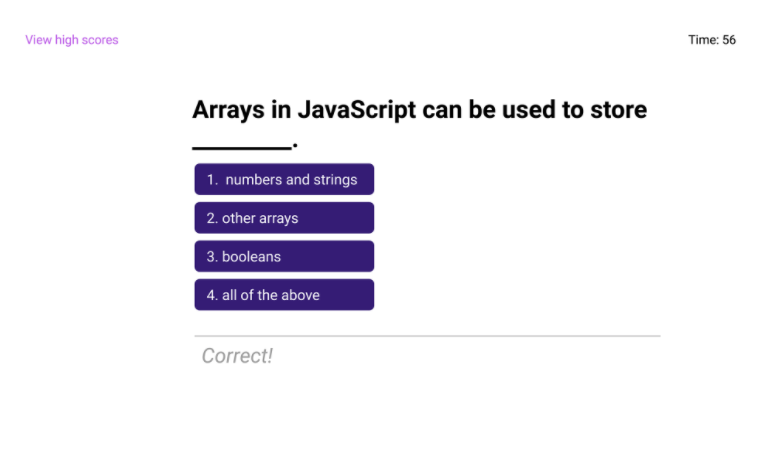 View high scores
Time: 56
Arrays in JavaScript can be used to store
________.
1. numbers and strings
2. other arrays
3. booleans
4. all of the above
Correct!